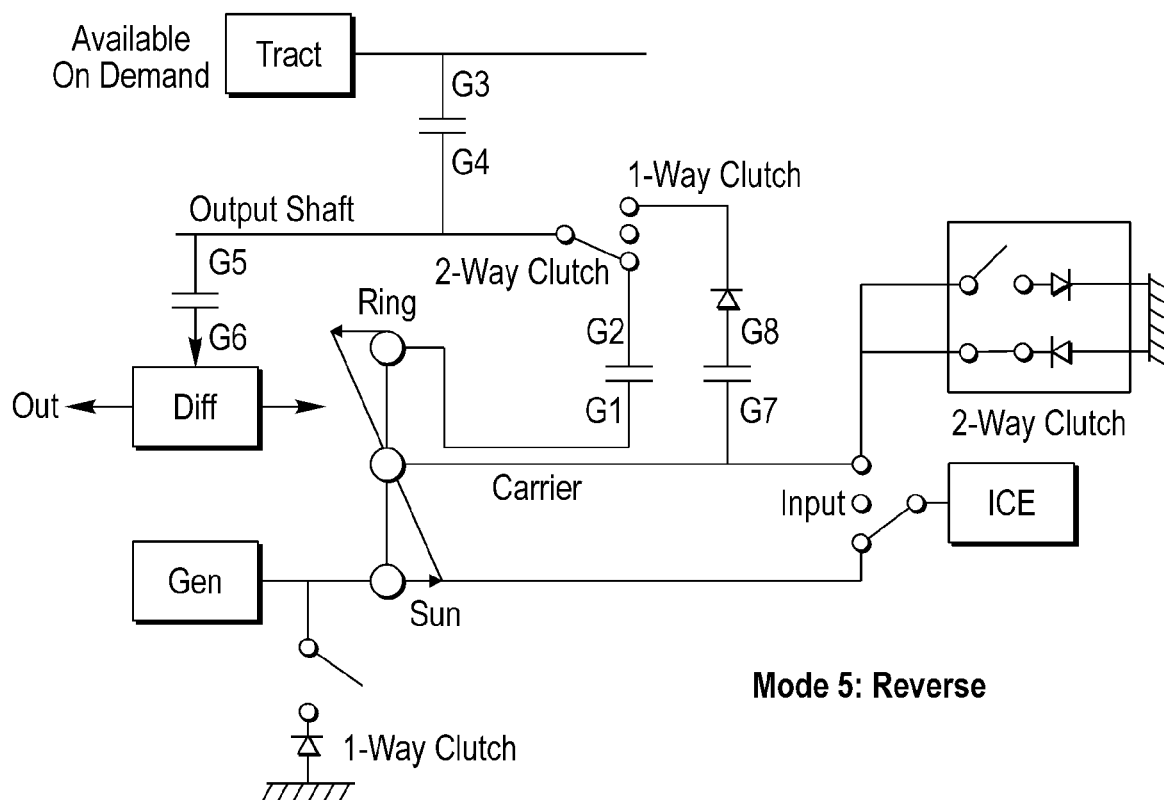 Available
On Demand
Tract
G3
G4
1-Way Clutch
Output Shaft
2-Way Clutch
G5
G6
Ring
G2
G8
G1
G7
Out
Diff
2-Way Clutch
Carrier
Input
ICE
Gen
Sun
Mode 5: Reverse
1-Way Clutch